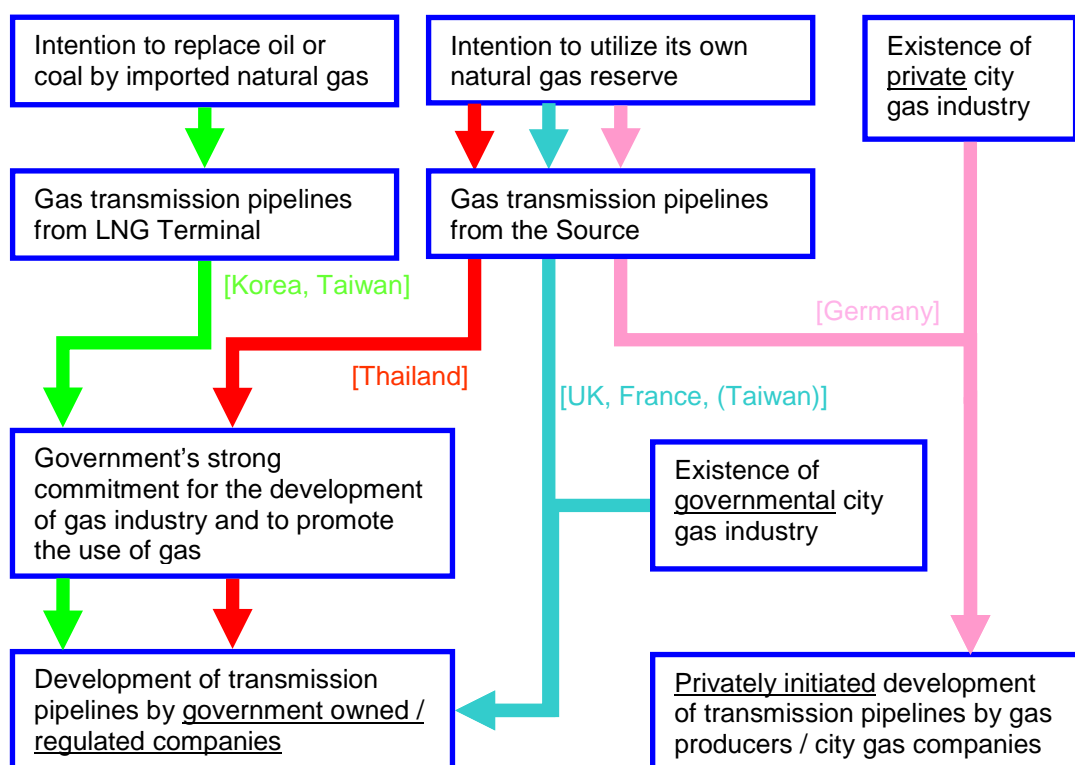 Intention to replace oil or
coal by imported natural gas
Intention to utilize its own
natural gas reserve
Existence of
private city
gas industry
Gas transmission pipelines
from LNG Terminal
Gas transmission pipelines
from the Source
[Korea, Taiwan]
[Germany]
[Thailand]
[UK, France, (Taiwan)]
Government's strong
commitment for the development
of gas industry and to promote
the use of gas
Existence of
governmental city
gas industry
Development of transmission
pipelines by government owned /
regulated companies
Privately initiated development
of transmission pipelines by gas
producers / city gas companies